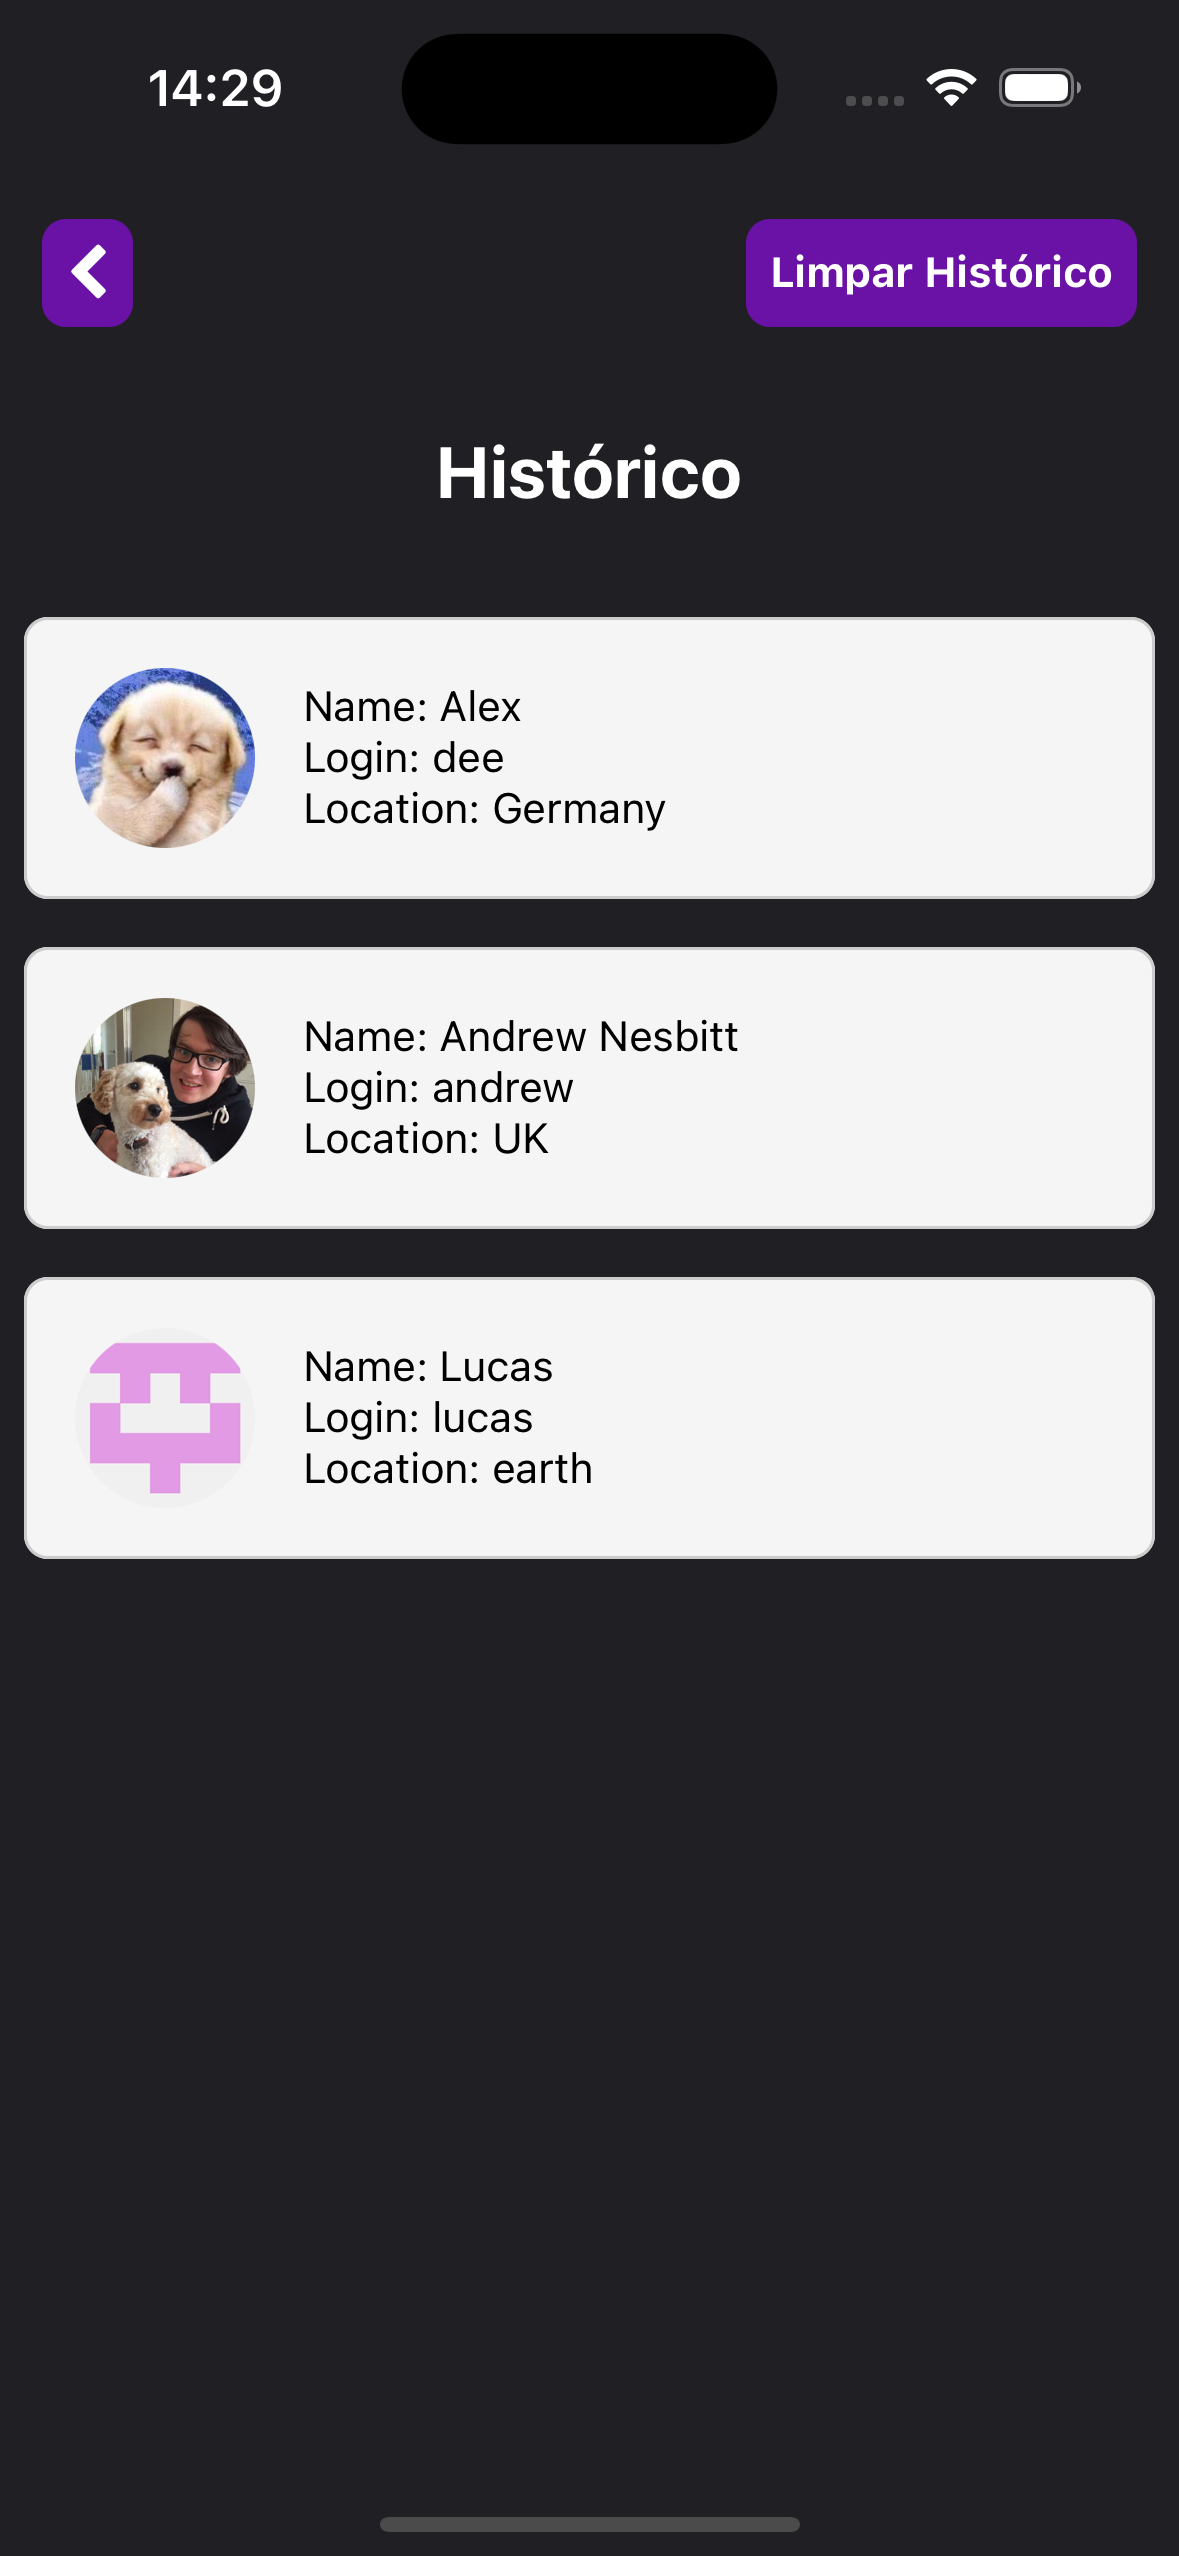 14:29
Limpar Histórico
Histórico
Name: Alex
Login: dee
Location: Germany
Name: Andrew Nesbitt
Login: andrew
Location: UK
Name: Lucas
Login: lucas
Location: earth